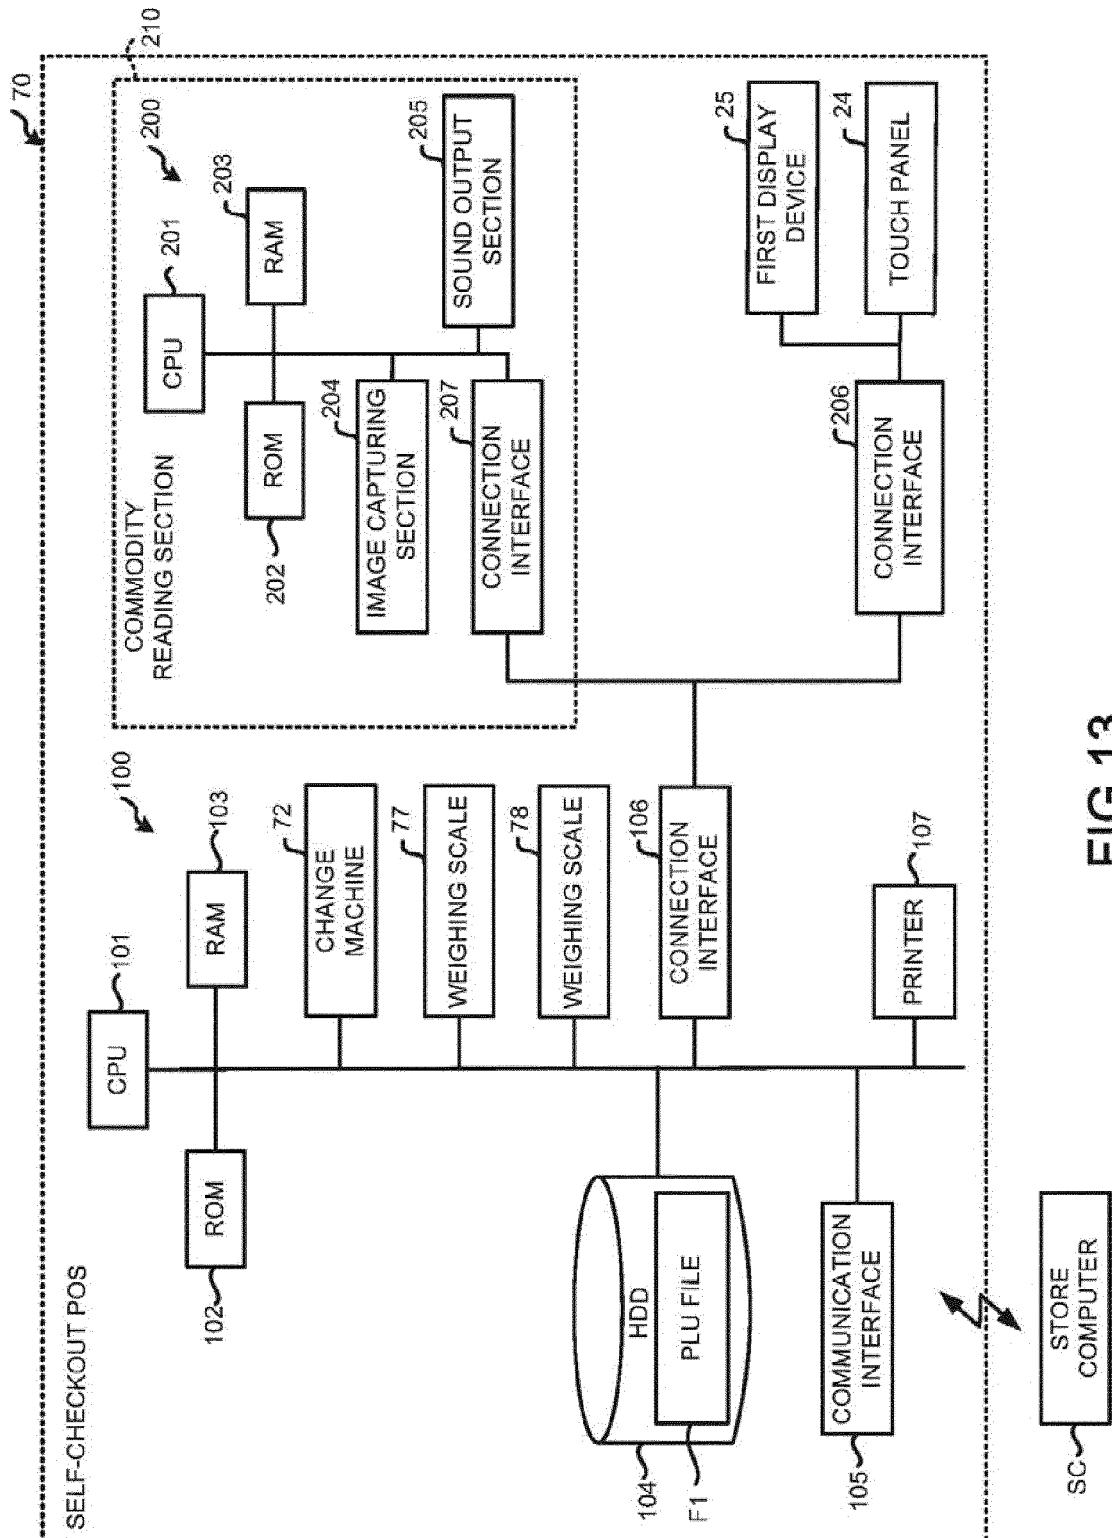 70
SELF-CHECKOUT POS
100
101
CPU
102
ROM
103
RAM
72
CHANGE
MACHINE
77
WEIGHING SCALE
78
WEIGHING SCALE
106
CONNECTION
INTERFACE
107
PRINTER
104
HDD
PLU FILE
F1
105
COMMUNICATION
INTERFACE
SC
STORE
COMPUTER
210
COMMODITY
READING SECTION
200
201
CPU
202
ROM
203
RAM
204
IMAGE CAPTURING
SECTION
205
SOUND OUTPUT
SECTION
207
CONNECTION
INTERFACE
206
CONNECTION
INTERFACE
25
FIRST DISPLAY
DEVICE
24
TOUCH PANEL
FIG.13